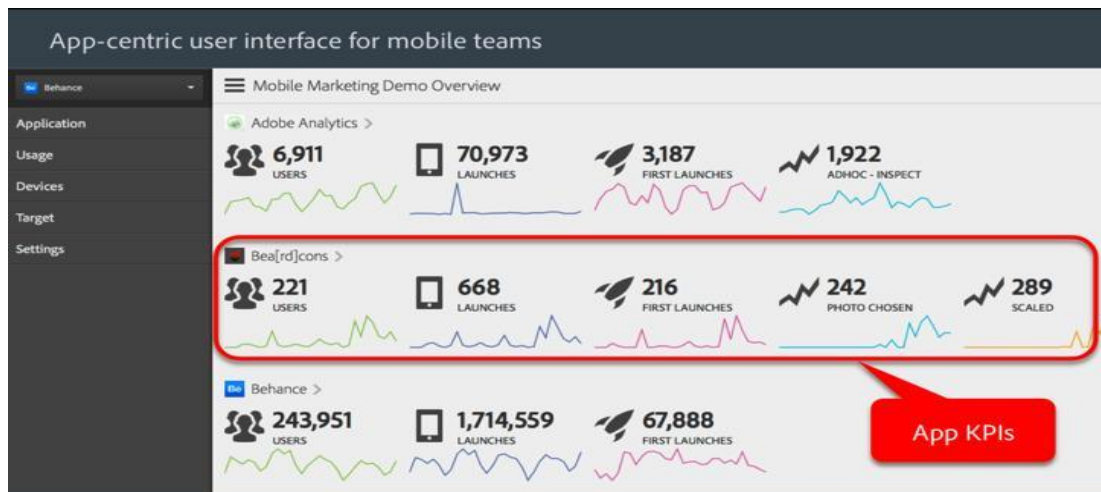 App-centric user interface for mobile teams
Be Behance
Mobile Marketing Demo Overview
Application
Usage
Devices
Target
Settings
Adobe Analytics >
6,911 70,973 3,187 1,922
USERS LAUNCHES FIRST LAUNCHES ADHOC - INSPECT
Bea[rd]cons >
221 668 216 242 289
USERS LAUNCHES FIRST LAUNCHES PHOTO CHOSEN SCALED
Be Behance >
243,951 1,714,559 67,888
USERS LAUNCHES FIRST LAUNCHES
App KPIs